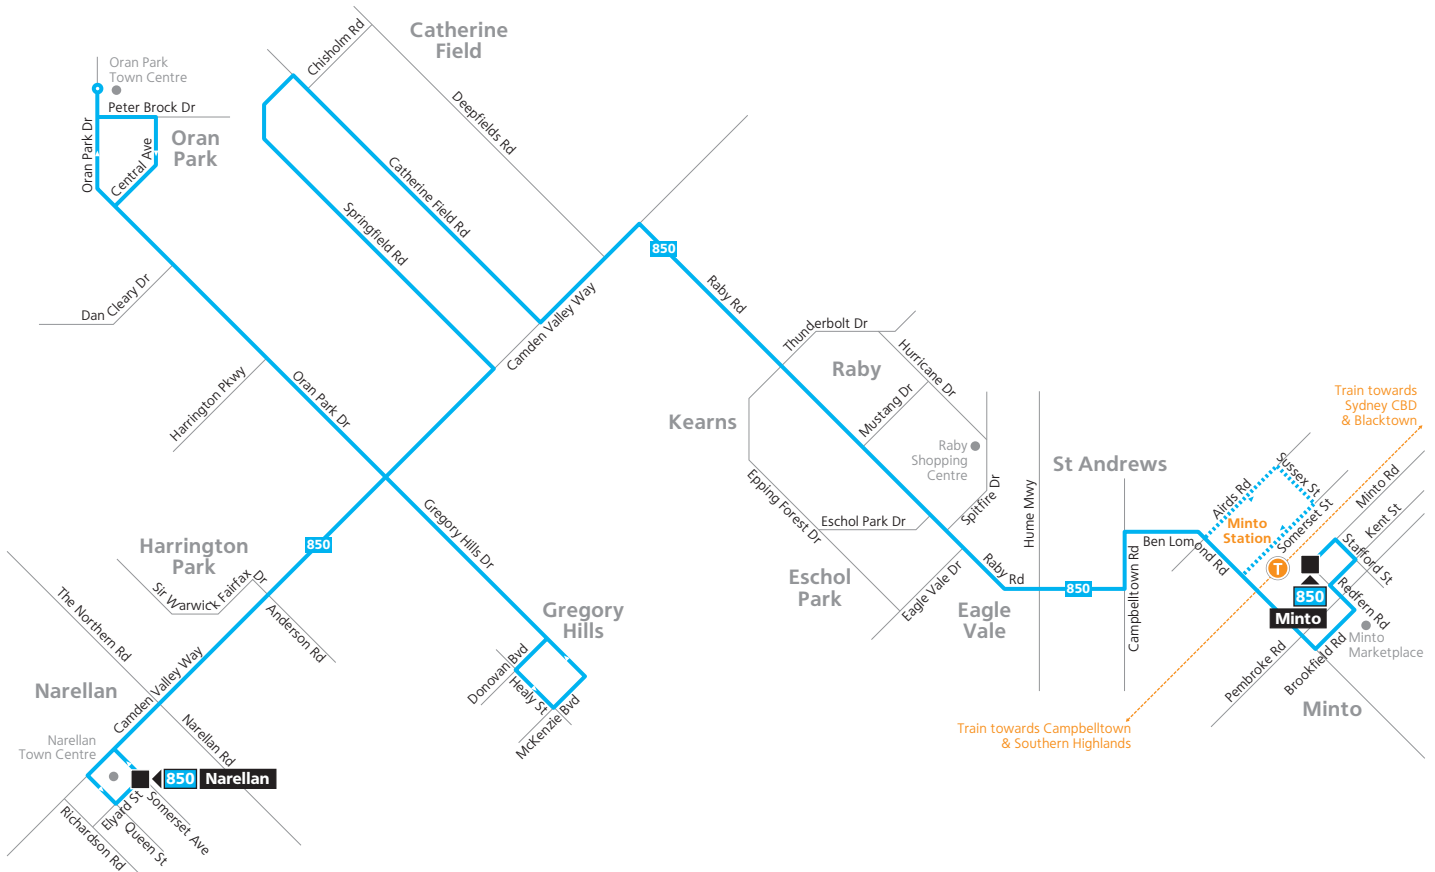 Catherine
Field
Chisholm Rd
Deepfields Rd
Oran Park
Town Centre
Peter Brock Dr
Oran Park Dr
Central Ave
Oran
Park
Catherine Field Rd
Springfield Rd
Camden Valley Way
850
Raby Rd
Dan Cleary Dr
Harrington Pkwy
Oran Park Dr
Thunderbolt Dr
Hurricane Dr
Raby
Mustang Dr
Kearns
Raby
Shopping
Centre
Spitfire Dr
Epping Forest Dr
Eschol Park Dr
Eschol
Park
Eagle Vale Dr
Raby Rd
Eagle
Vale
Hume Mwy
St Andrews
850
Campbelltown Rd
Ben Lomond Rd
Airds Rd
Sussex St
Somerset St
Minto
Station
T
Train towards
Sydney CBD
& Blacktown
Minto Rd
Kent St
Stafford St
Redfern Rd
850
Minto
Minto
Marketplace
Pembroke Rd
Brookfield Rd
Minto
Train towards Campbelltown
& Southern Highlands
Gregory Hills Dr
Gregory
Hills
Donovan Bvd
Healy St
McKenzie Bvd
850
Harrington
Park
Sir Warwick Fairfax Dr
Anderson Rd
The Northern Rd
Camden Valley Way
Narellan
Narellan Rd
Narellan
Town Centre
850 Narellan
Elyard St
Somerset Ave
Queen St
Richardson Rd